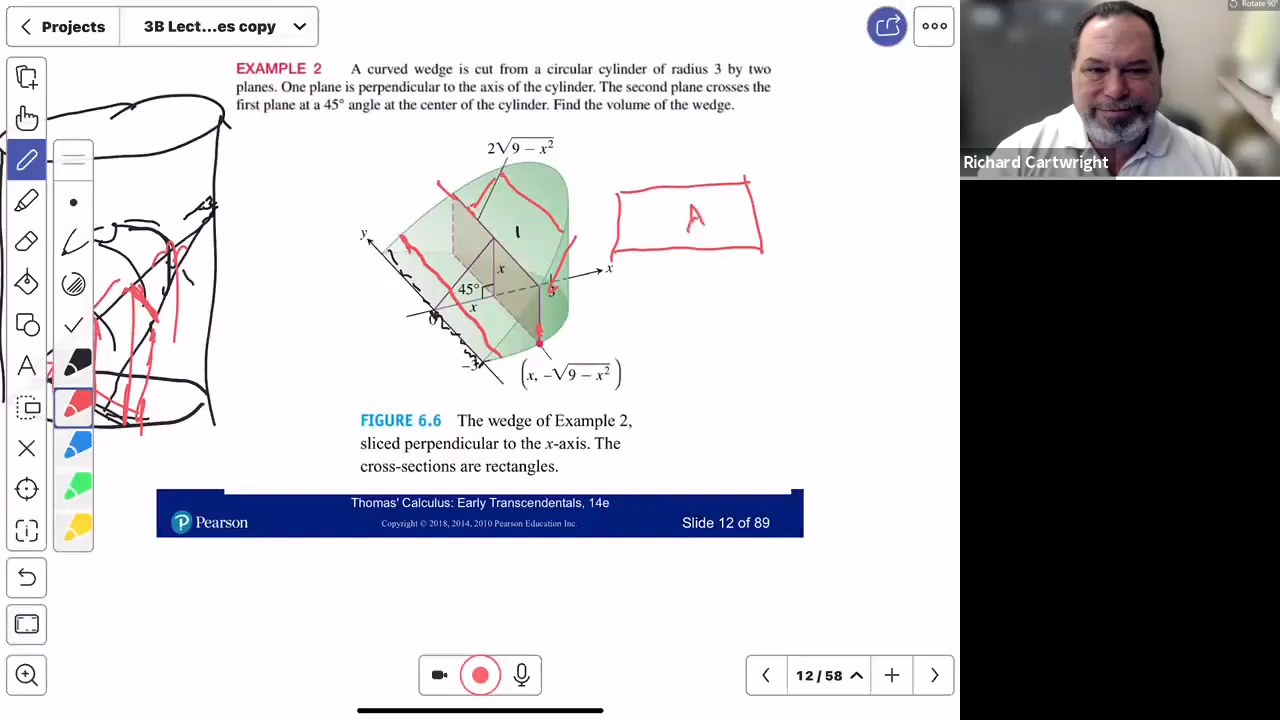 Projects
3B Lect...es copy
Rotate 90°
EXAMPLE 2 A curved wedge is cut from a circular cylinder of radius 3 by two
planes. One plane is perpendicular to the axis of the cylinder. The second plane crosses the
first plane at a 45° angle at the center of the cylinder. Find the volume of the wedge.
Richard Cartwright
2√9 − x²
A
y
x
x
45°
x
0
3
−3
(x, −√9 − x²)
FIGURE 6.6 The wedge of Example 2,
sliced perpendicular to the x-axis. The
cross-sections are rectangles.
Thomas' Calculus: Early Transcendentals, 14e
Pearson
Copyright © 2018, 2014, 2010 Pearson Education Inc.
Slide 12 of 89
12 / 58